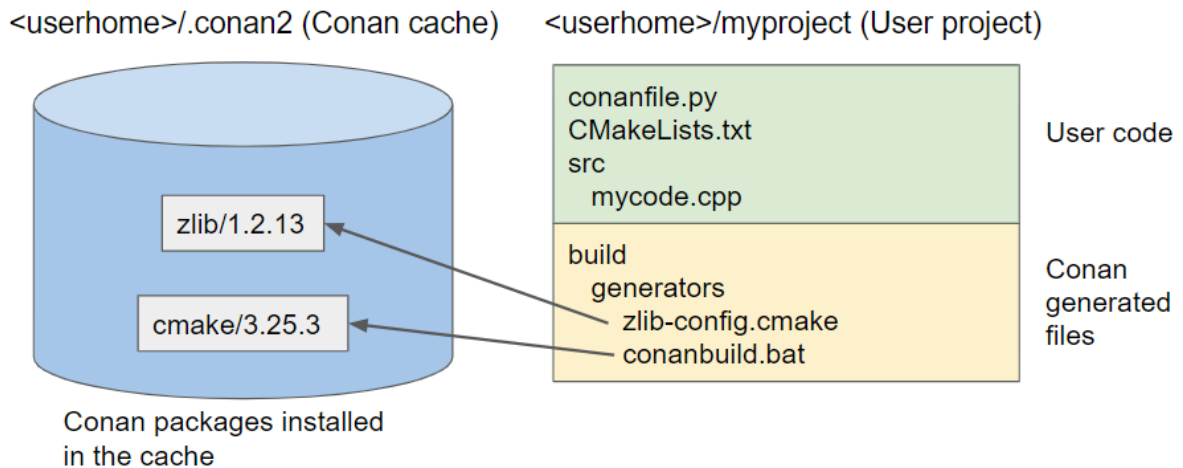 <userhome>/.conan2 (Conan cache)
<userhome>/myproject (User project)
zlib/1.2.13
cmake/3.25.3
Conan packages installed
in the cache
conanfile.py
CMakeLists.txt
src
mycode.cpp
build
generators
zlib-config.cmake
conanbuild.bat
User code
Conan
generated
files